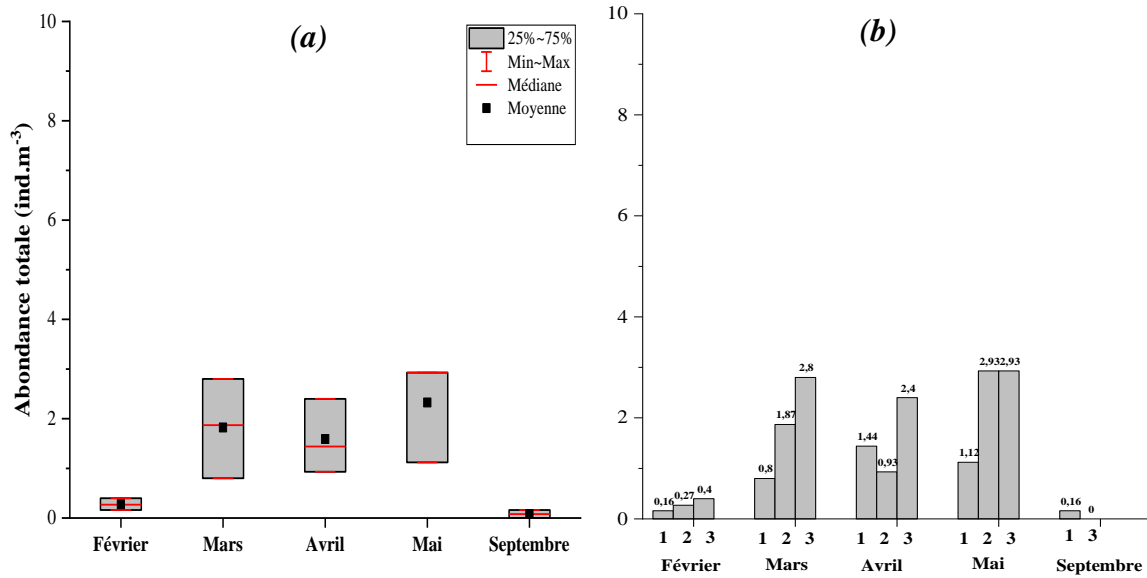 (a)
25%~75%
Min~Max
Médiane
Moyenne
Abondance totale (ind.m-3)
10
8
6
4
2
0
Février Mars Avril Mai Septembre
(b)
10
8
6
4
2
0
0,16 0,27 0,4 0,8 1,87 2,8 1,44 0,93 2,4 1,12 2,93 2,93 0,16 0
1 2 3 1 2 3 1 2 3 1 2 3 1 3
Février Mars Avril Mai Septembre